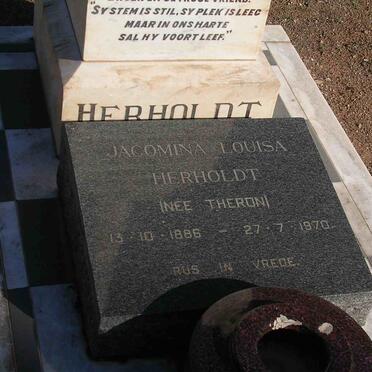 "SY STEM IS STIL, SY PLEK IS LEEG
MAAR IN ONS HARTE
SAL HY VOORTLEEF."
HERHOLDT
JACOMINA LOUISA
HERHOLDT
(NEE THERON)
13-10-1886 - 27-7-1970.
RUS IN VREDE.